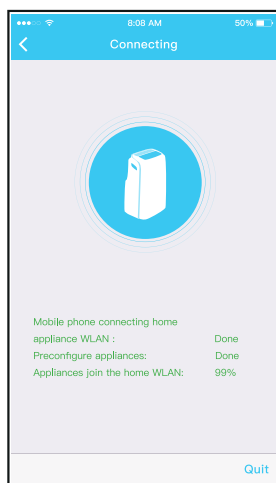 8:08 AM 50%
Connecting
Mobile phone connecting home
appliance WLAN : Done
Preconfigure appliances: Done
Appliances join the home WLAN: 99%
Quit